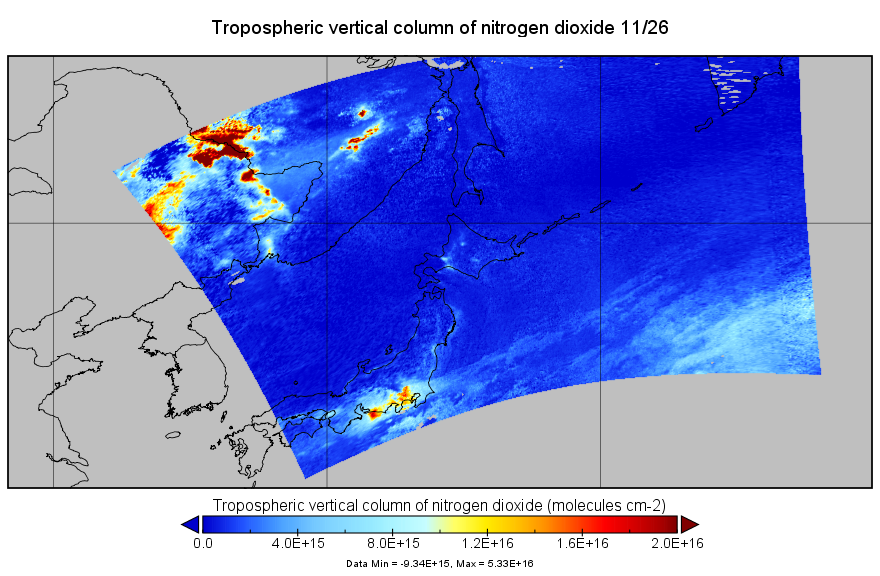 Tropospheric vertical column of nitrogen dioxide 11/26
Tropospheric vertical column of nitrogen dioxide (molecules cm-2)
0.0 4.0E+15 8.0E+15 1.2E+16 1.6E+16 2.0E+16
Data Min = -9.34E+15, Max = 5.33E+16